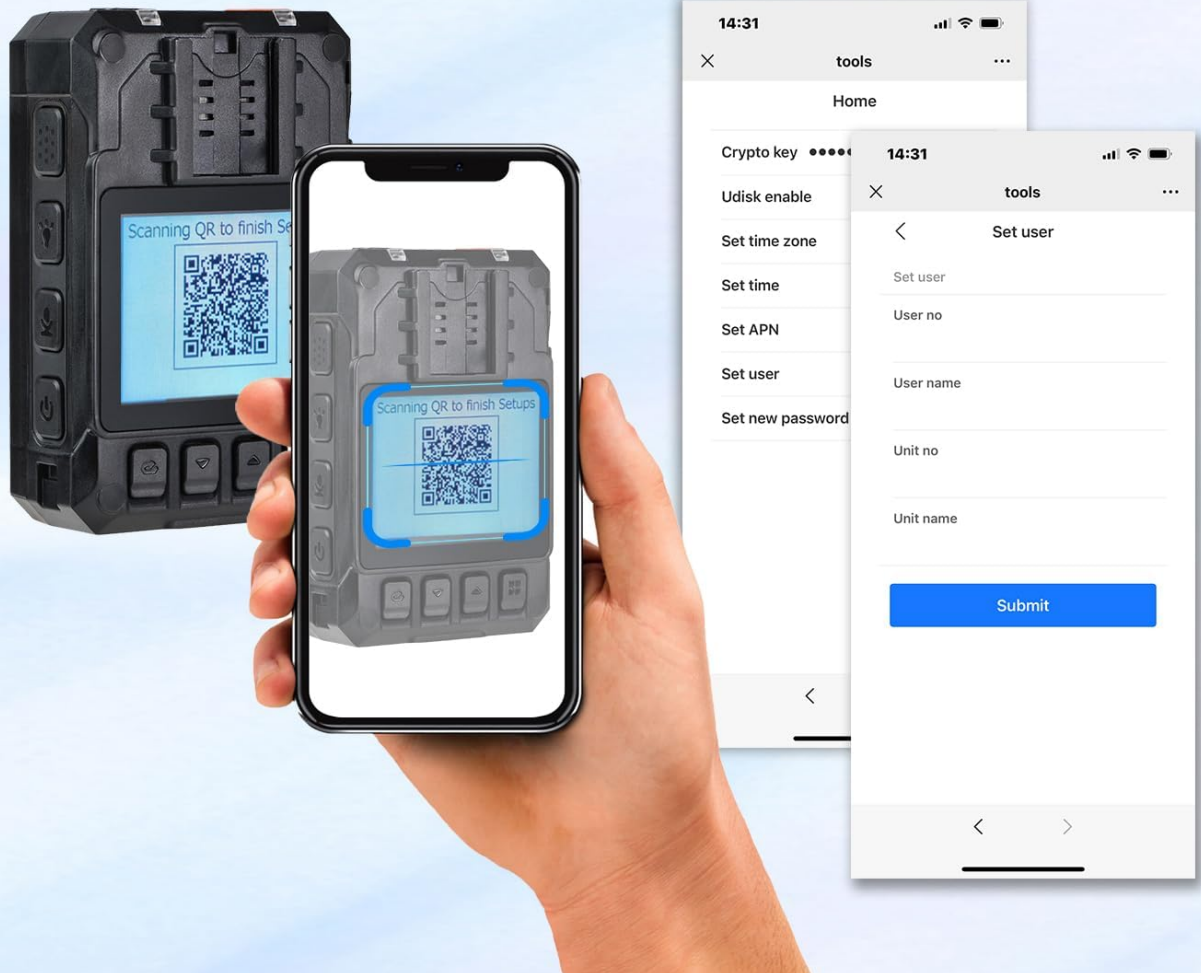 Scanning QR to finish Se
Scanning QR to finish Setups
14:31
tools
Home
Crypto key ●●●●
Udisk enable
Set time zone
Set time
Set APN
Set user
Set new password
14:31
tools
Set user
Set user
User no
User name
Unit no
Unit name
Submit